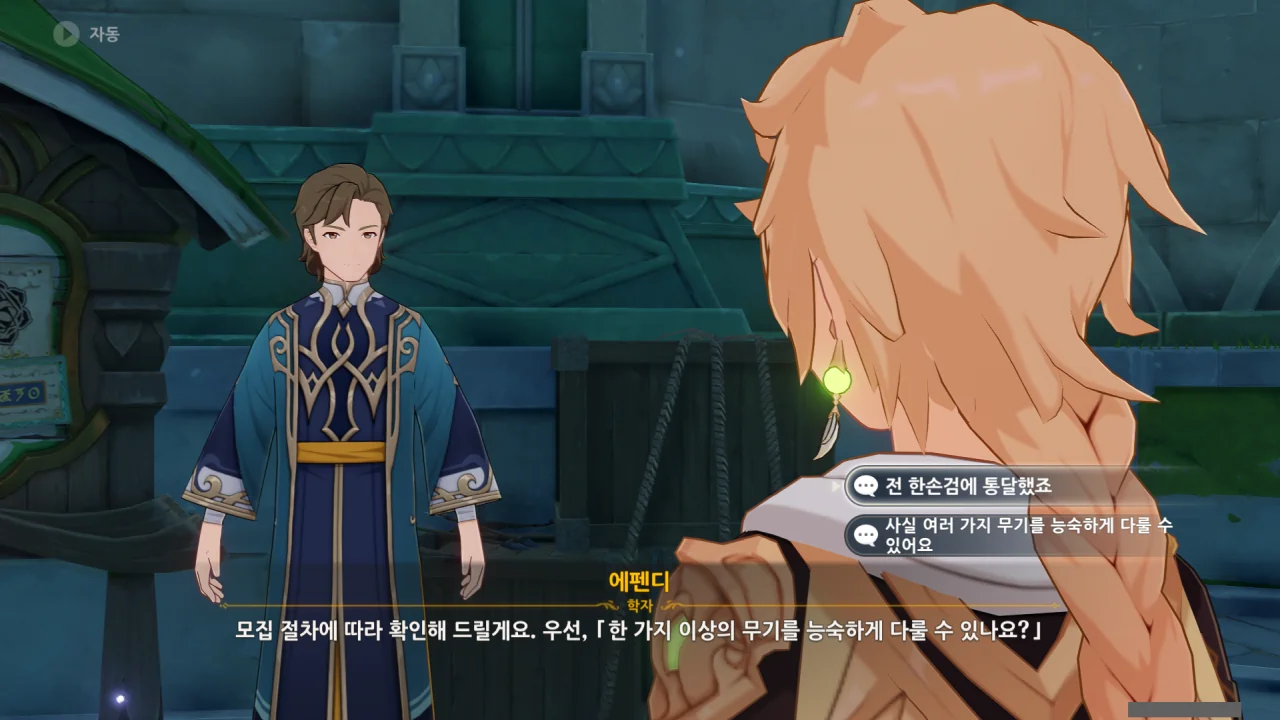 자동
전 한손검에 통달했죠
사실 여러 가지 무기를 능숙하게 다룰 수
있어요
에펜디
학자
모집 절차에 따라 확인해 드릴게요. 우선, 「한 가지 이상의 무기를 능숙하게 다룰 수 있나요?」